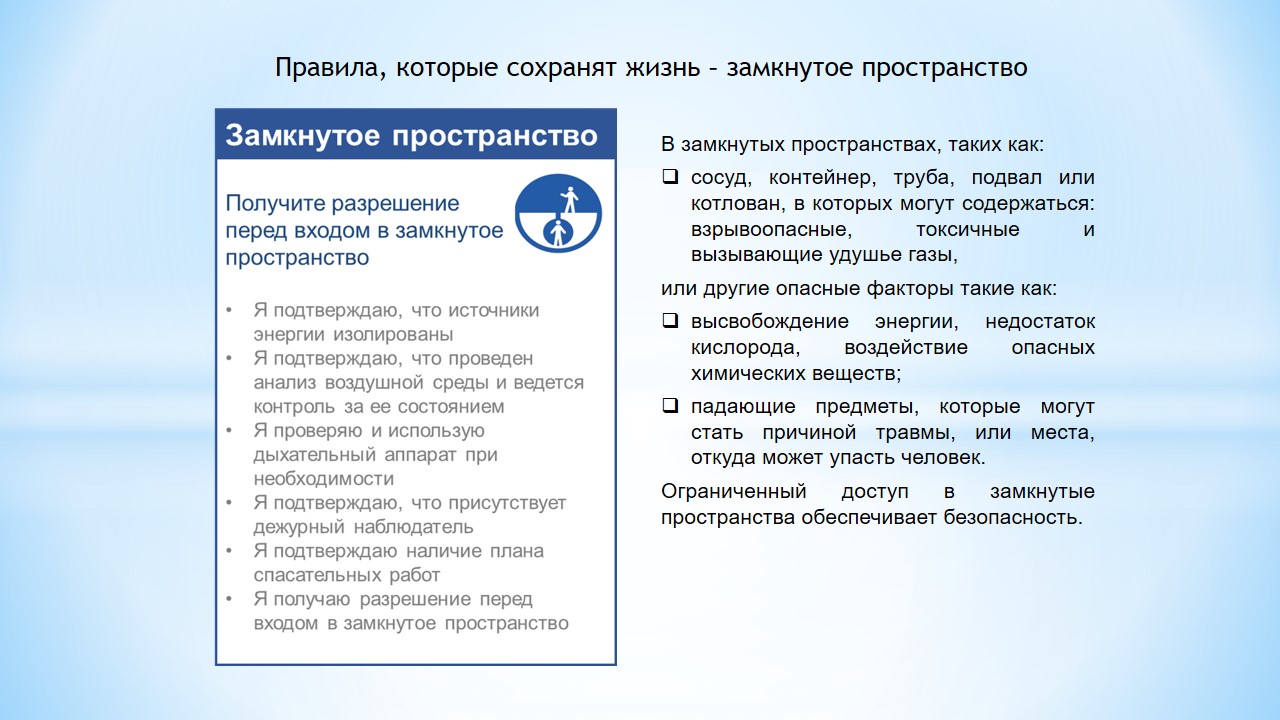 Правила, которые сохранят жизнь – замкнутое пространство
Замкнутое пространство
Получите разрешение
перед входом в замкнутое
пространство
• Я подтверждаю, что источники
энергии изолированы
• Я подтверждаю, что проведен
анализ воздушной среды и ведется
контроль за ее состоянием
• Я проверяю и использую
дыхательный аппарат при
необходимости
• Я подтверждаю, что присутствует
дежурный наблюдатель
• Я подтверждаю наличие плана
спасательных работ
• Я получаю разрешение перед
входом в замкнутое пространство
В замкнутых пространствах, таких как:
❑ сосуд, контейнер, труба, подвал или
котлован, в которых могут содержаться:
взрывоопасные, токсичные и
вызывающие удушье газы,
или другие опасные факторы такие как:
❑ высвобождение энергии, недостаток
кислорода, воздействие опасных
химических веществ;
❑ падающие предметы, которые могут
стать причиной травмы, или места,
откуда может упасть человек.
Ограниченный доступ в замкнутые
пространства обеспечивает безопасность.